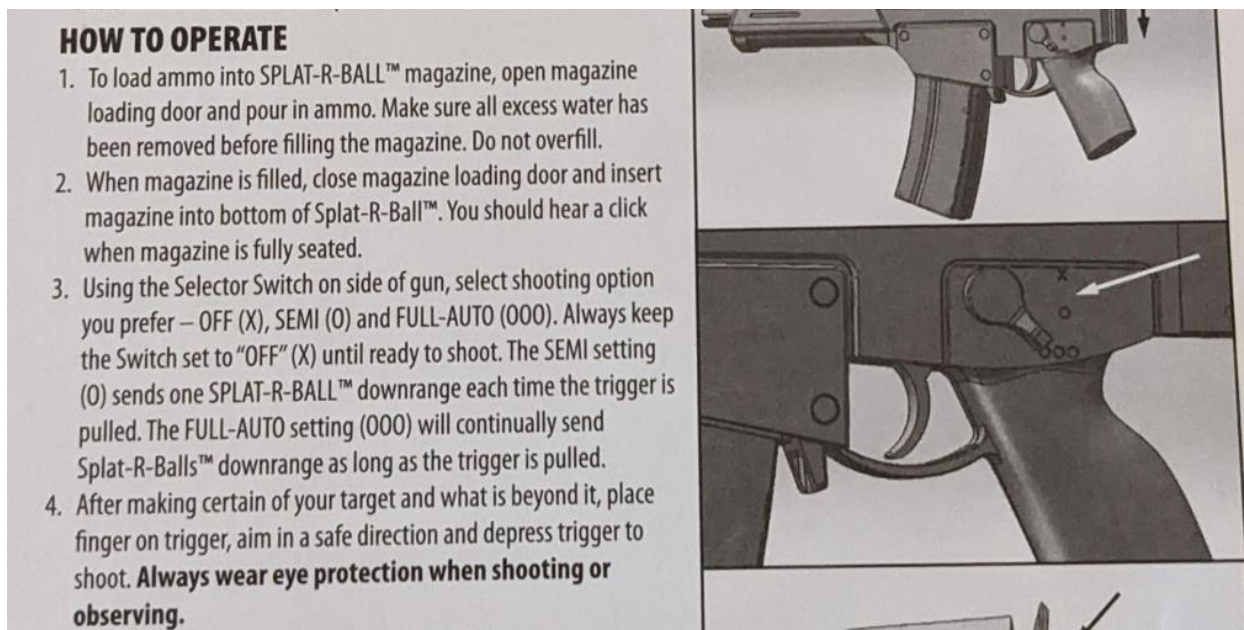 HOW TO OPERATE
1. To load ammo into SPLAT-R-BALL™ magazine, open magazine
loading door and pour in ammo. Make sure all excess water has
been removed before filling the magazine. Do not overfill.
2. When magazine is filled, close magazine loading door and insert
magazine into bottom of Splat-R-Ball™. You should hear a click
when magazine is fully seated.
3. Using the Selector Switch on side of gun, select shooting option
you prefer – OFF (X), SEMI (O) and FULL-AUTO (OOO). Always keep
the Switch set to "OFF" (X) until ready to shoot. The SEMI setting
(O) sends one SPLAT-R-BALL™ downrange each time the trigger is
pulled. The FULL-AUTO setting (OOO) will continually send
Splat-R-Balls™ downrange as long as the trigger is pulled.
4. After making certain of your target and what is beyond it, place
finger on trigger, aim in a safe direction and depress trigger to
shoot. Always wear eye protection when shooting or
observing.
X
O
OOO